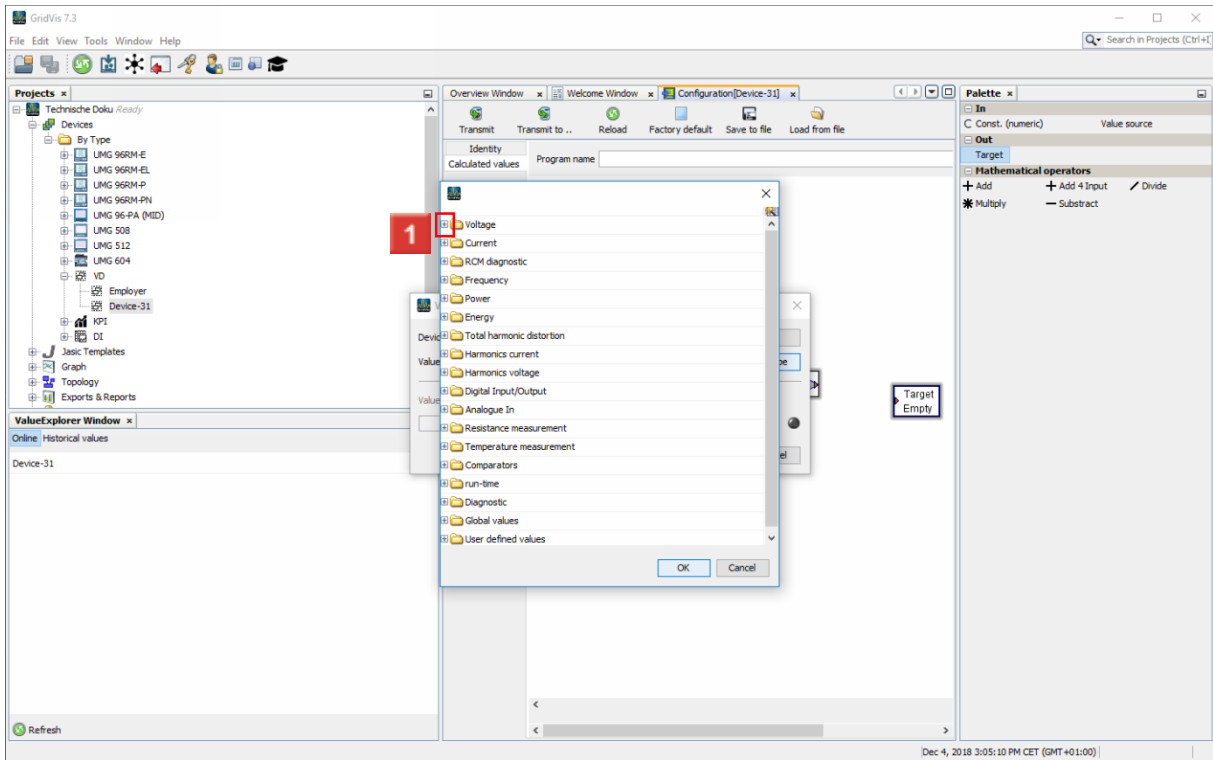 GridVis 7.3
File Edit View Tools Window Help
Search in Projects (Ctrl+I)
Projects
Technische Doku Ready
Devices
By Type
UMG 96RM-E
UMG 96RM-EL
UMG 96RM-P
UMG 96RM-PN
UMG 96-PA (MID)
UMG 508
UMG 512
UMG 604
VD
Employer
Device-31
KPI
DI
Jasic Templates
Graph
Topology
Exports & Reports
ValueExplorer Window
Online Historical values
Device-31
Refresh
Overview Window Welcome Window Configuration[Device-31]
Transmit Transmit to .. Reload Factory default Save to file Load from file
Identity
Calculated values
Program name
1
Voltage
Current
RCM diagnostic
Frequency
Power
Energy
Total harmonic distortion
Harmonics current
Harmonics voltage
Digital Input/Output
Analogue In
Resistance measurement
Temperature measurement
Comparators
run-time
Diagnostic
Global values
User defined values
OK Cancel
Devic
Value
Value
pe
el
Target
Empty
Palette
In
C Const. (numeric) Value source
Out
Target
Mathematical operators
Add Add 4 Input Divide
Multiply Substract
Dec 4, 2018 3:05:10 PM CET (GMT+01:00)